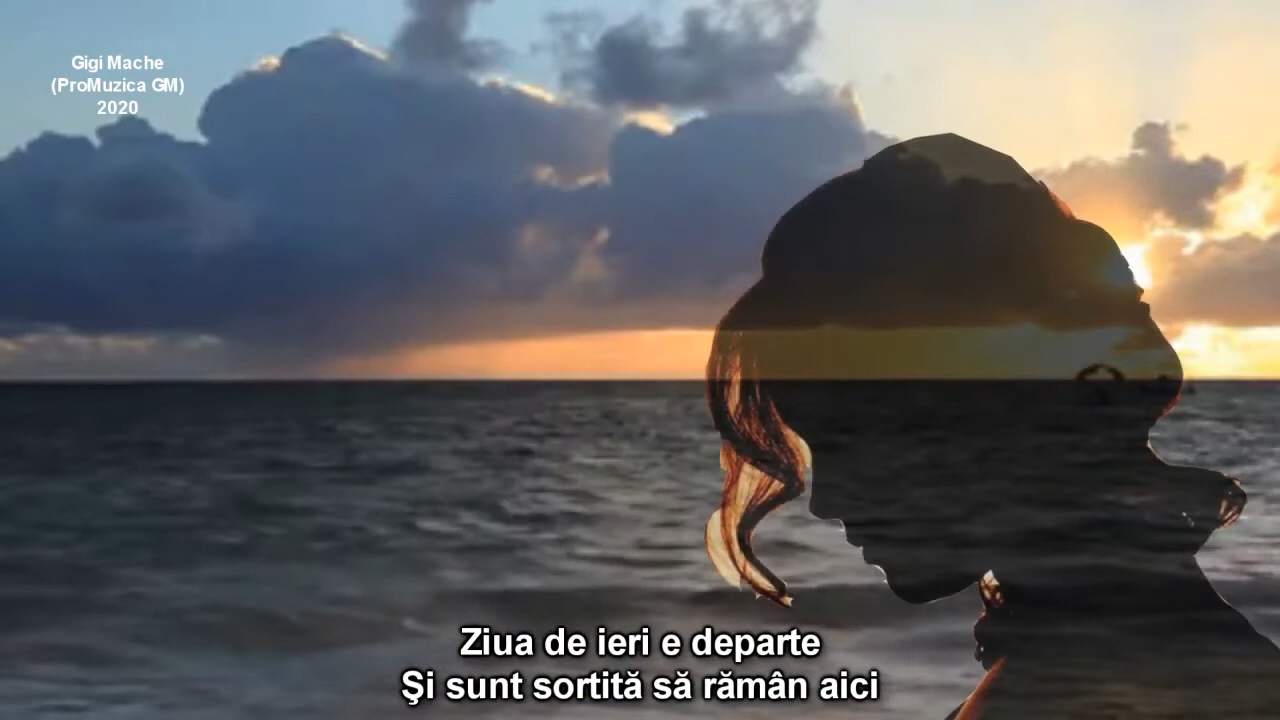 Gigi Mache
(ProMuzica GM)
2020
Ziua de ieri e departe
Şi sunt sortită să rămân aici